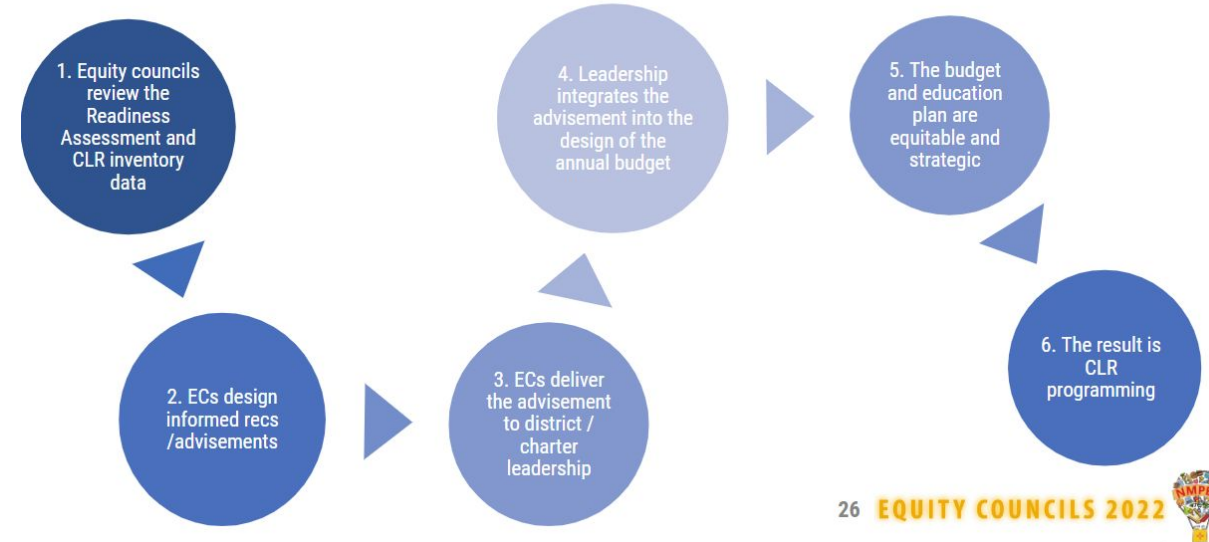 1. Equity councils
review the
Readiness
Assessment and
CLR inventory
data
2. ECs design
informed recs
/advisements
3. ECs deliver
the advisement
to district /
charter
leadership
4. Leadership
integrates the
advisement into the
design of the
annual budget
5. The budget
and education
plan are
equitable and
strategic
6. The result is
CLR
programming
26 EQUITY COUNCILS 2022